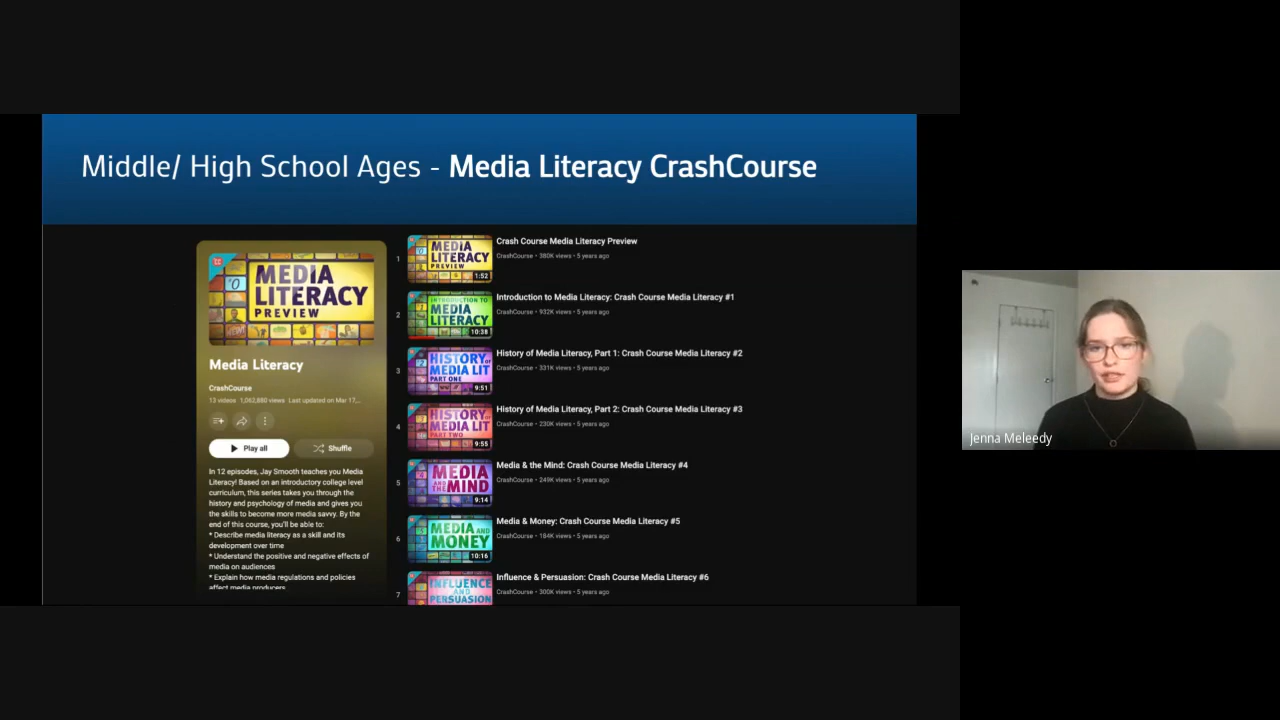 Middle/ High School Ages - Media Literacy CrashCourse
MEDIA
LITERACY
PREVIEW
Media Literacy
CrashCourse
13 videos 1,062,880 views Last updated on Mar 17,...
Play all
Shuffle
In 12 episodes, Jay Smooth teaches you Media
Literacy! Based on an introductory college level
curriculum, this series takes you through the
history and psychology of media and gives you
the skills to become more media savvy. By the
end of this course, you'll be able to:
* Describe media literacy as a skill and its
development over time
* Understand the positive and negative effects of
media on audiences
* Explain how media regulations and policies
affect media producers
1
MEDIA
LITERACY
PREVIEW
1:52
Crash Course Media Literacy Preview
CrashCourse • 380K views • 5 years ago
2
INTRODUCTION TO
MEDIA
LITERACY
10:38
Introduction to Media Literacy: Crash Course Media Literacy #1
CrashCourse • 932K views • 5 years ago
3
HISTORY OF
MEDIA LIT
PART ONE
9:51
History of Media Literacy, Part 1: Crash Course Media Literacy #2
CrashCourse • 331K views • 5 years ago
4
HISTORY OF
MEDIA LIT
PART TWO
9:55
History of Media Literacy, Part 2: Crash Course Media Literacy #3
CrashCourse • 230K views • 5 years ago
5
MEDIA
AND THE
MIND
9:14
Media & the Mind: Crash Course Media Literacy #4
CrashCourse • 249K views • 5 years ago
6
MEDIA AND
MONEY
10:16
Media & Money: Crash Course Media Literacy #5
CrashCourse • 184K views • 5 years ago
7
INFLUENCE
AND
PERSUASION
Influence & Persuasion: Crash Course Media Literacy #6
CrashCourse • 300K views • 5 years ago
Jenna Meleedy